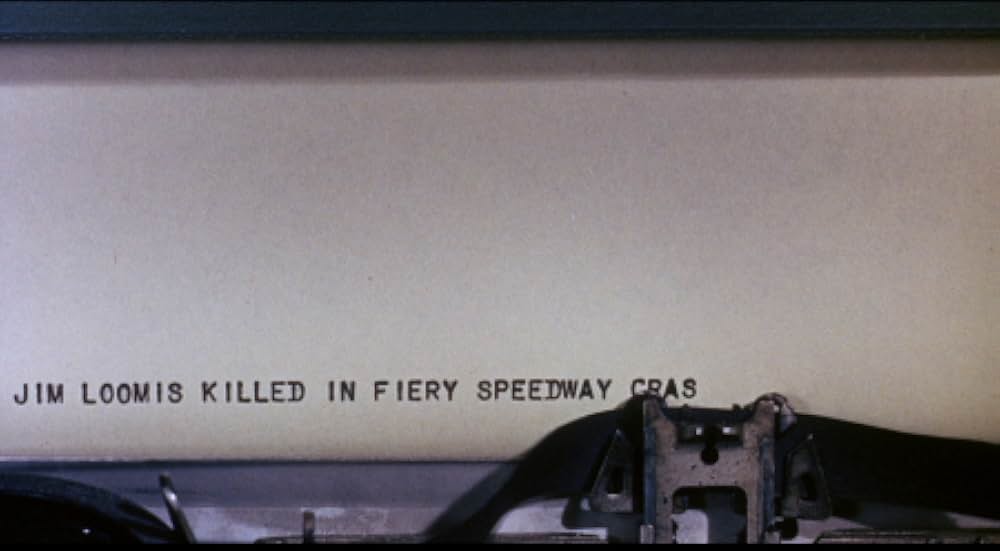 JIM LOOMIS KILLED IN FIERY SPEEDWAY CRAS